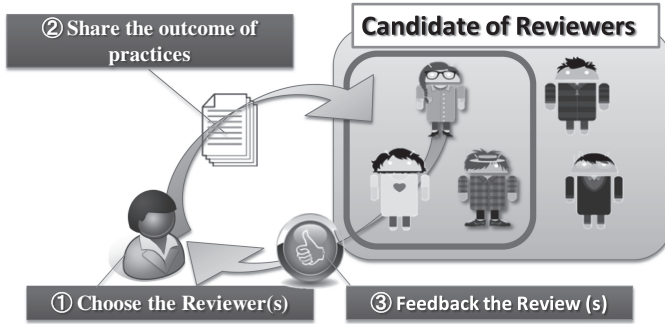 ② Share the outcome of
practices
Candidate of Reviewers
① Choose the Reviewer(s)
③ Feedback the Review (s)